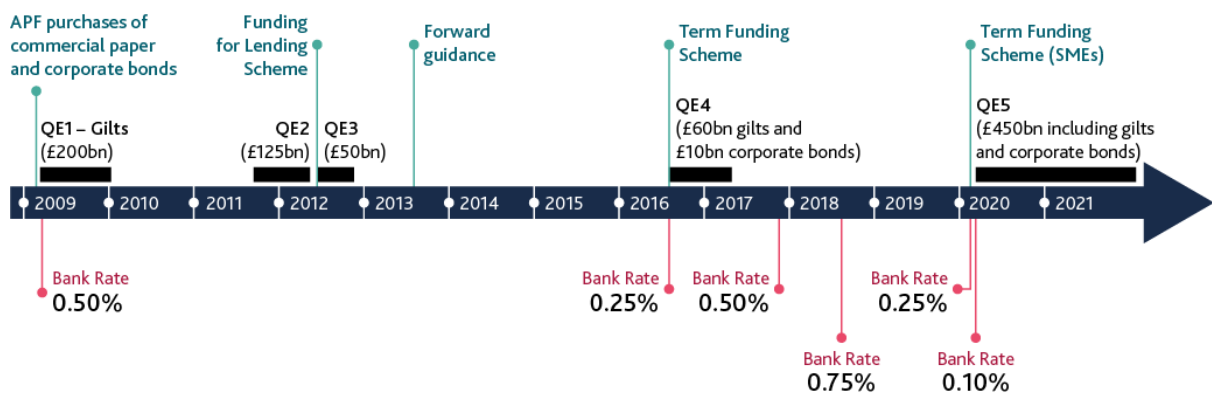 APF purchases of
commercial paper
and corporate bonds
Funding
for Lending
Scheme
Forward
guidance
Term Funding
Scheme
Term Funding
Scheme (SMEs)
QE1 – Gilts
(£200bn)
QE2
(£125bn)
QE3
(£50bn)
QE4
(£60bn gilts and
£10bn corporate bonds)
QE5
(£450bn including gilts
and corporate bonds)
2009 2010 2011 2012 2013 2014 2015 2016 2017 2018 2019 2020 2021
Bank Rate
0.50%
Bank Rate
0.25%
Bank Rate
0.50%
Bank Rate
0.75%
Bank Rate
0.25%
Bank Rate
0.10%